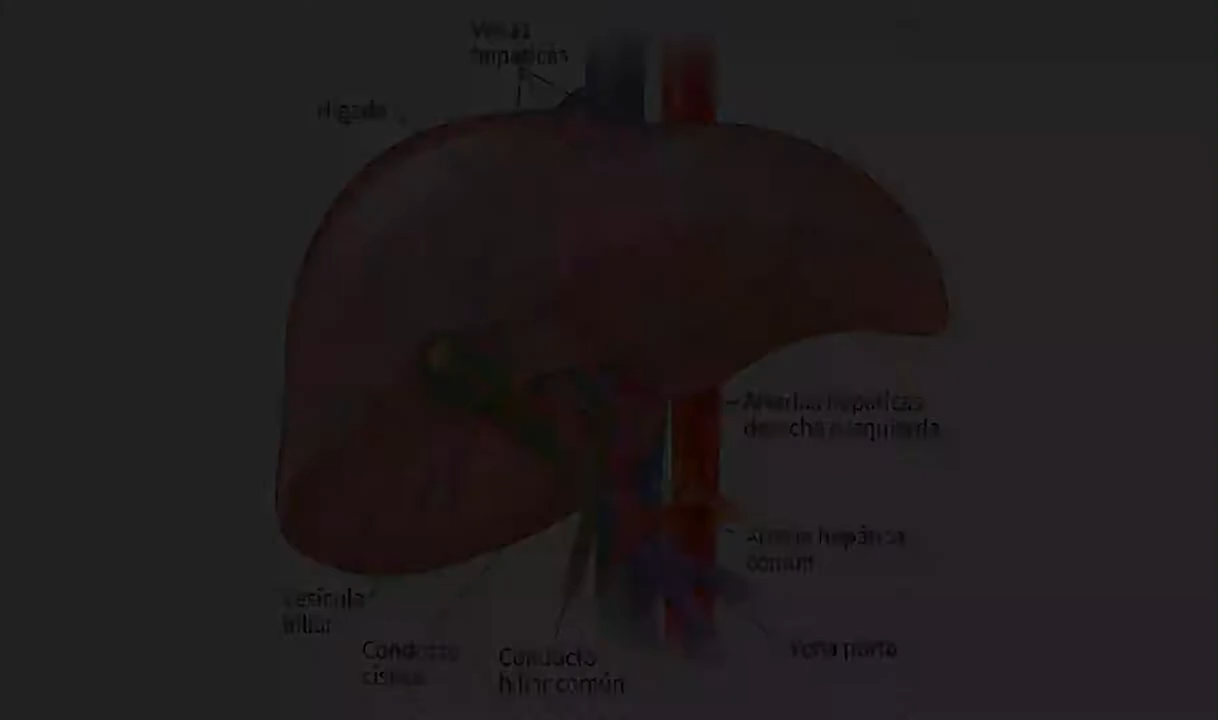 Venas
hepáticas
Hígado
Arterias hepáticas
derecha e izquierda
Arteria hepática
común
Vesícula
biliar
Conducto
cístico
Conducto
biliar común
Vena porta